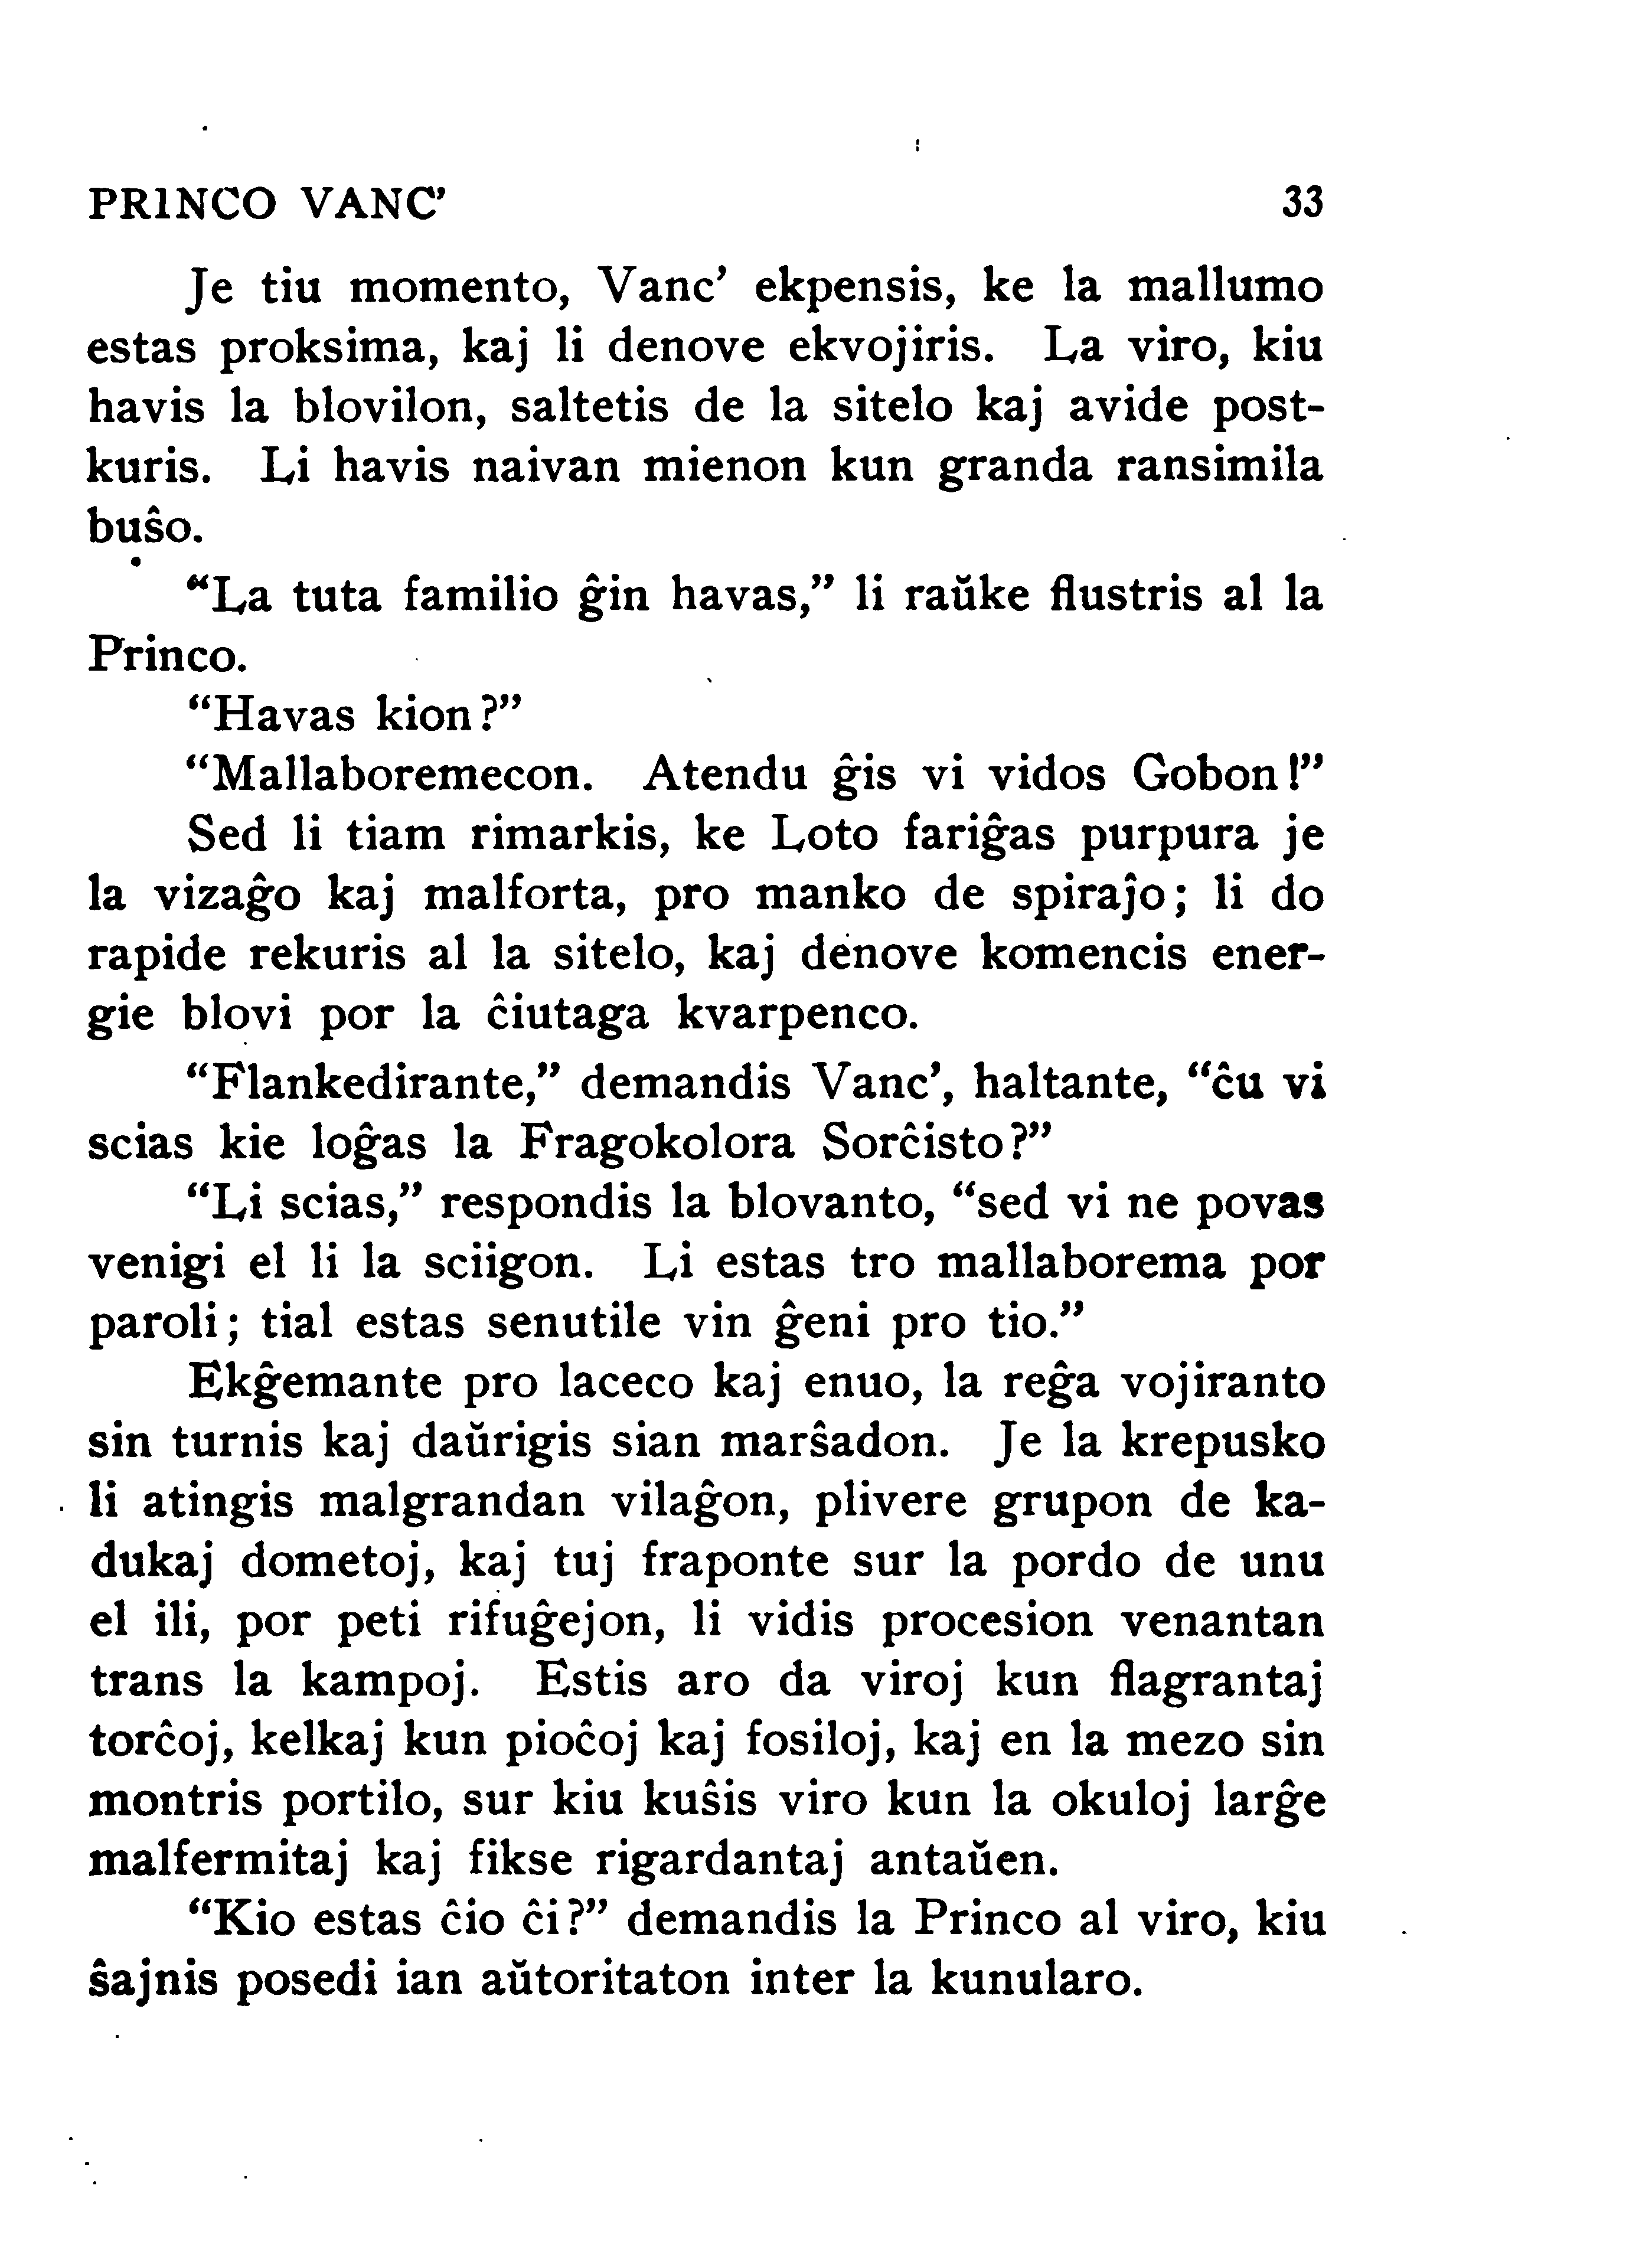 PRINCO VANC’ 33
Je tiu momento, Vanc’ ekpensis, ke la mallumo
estas proksima, kaj li denove ekvojiris. La viro, kiu
havis la blovilon, saltetis de la sitelo kaj avide post-
kuris. Li havis naivan mienon kun granda ransimila
buŝo.
“La tuta familio ĝin havas,” li raŭke flustris al la
Princo.
“Havas kion?”
“Mallaboremecon. Atendu ĝis vi vidos Gobon!”
Sed li tiam rimarkis, ke Loto fariĝas purpura je
la vizaĝo kaj malforta, pro manko de spiraĵo; li do
rapide rekuris al la sitelo, kaj denove komencis ener-
gie blovi por la ĉiutaga kvarpenco.
“Flankedirante,” demandis Vanc’, haltante, “ĉu vi
scias kie loĝas la Fragokolora Sorĉisto?”
“Li scias,” respondis la blovanto, “sed vi ne povas
venigi el li la sciigon. Li estas tro mallaborema por
paroli; tial estas senutile vin ĝeni pro tio.”
Ekĝemante pro laceco kaj enuo, la reĝa vojiranto
sin turnis kaj daŭrigis sian marŝadon. Je la krepusko
li atingis malgrandan vilaĝon, plivere grupon de ka-
dukaj dometoj, kaj tuj fraponte sur la pordo de unu
el ili, por peti rifuĝejon, li vidis procesion venantan
trans la kampoj. Estis aro da viroj kun flagrantaj
torĉoj, kelkaj kun pioĉoj kaj fosiloj, kaj en la mezo sin
montris portilo, sur kiu kuŝis viro kun la okuloj larĝe
malfermitaj kaj fikse rigardantaj antaŭen.
“Kio estas ĉio ĉi?” demandis la Princo al viro, kiu
ŝajnis posedi ian aŭtoritaton inter la kunularo.